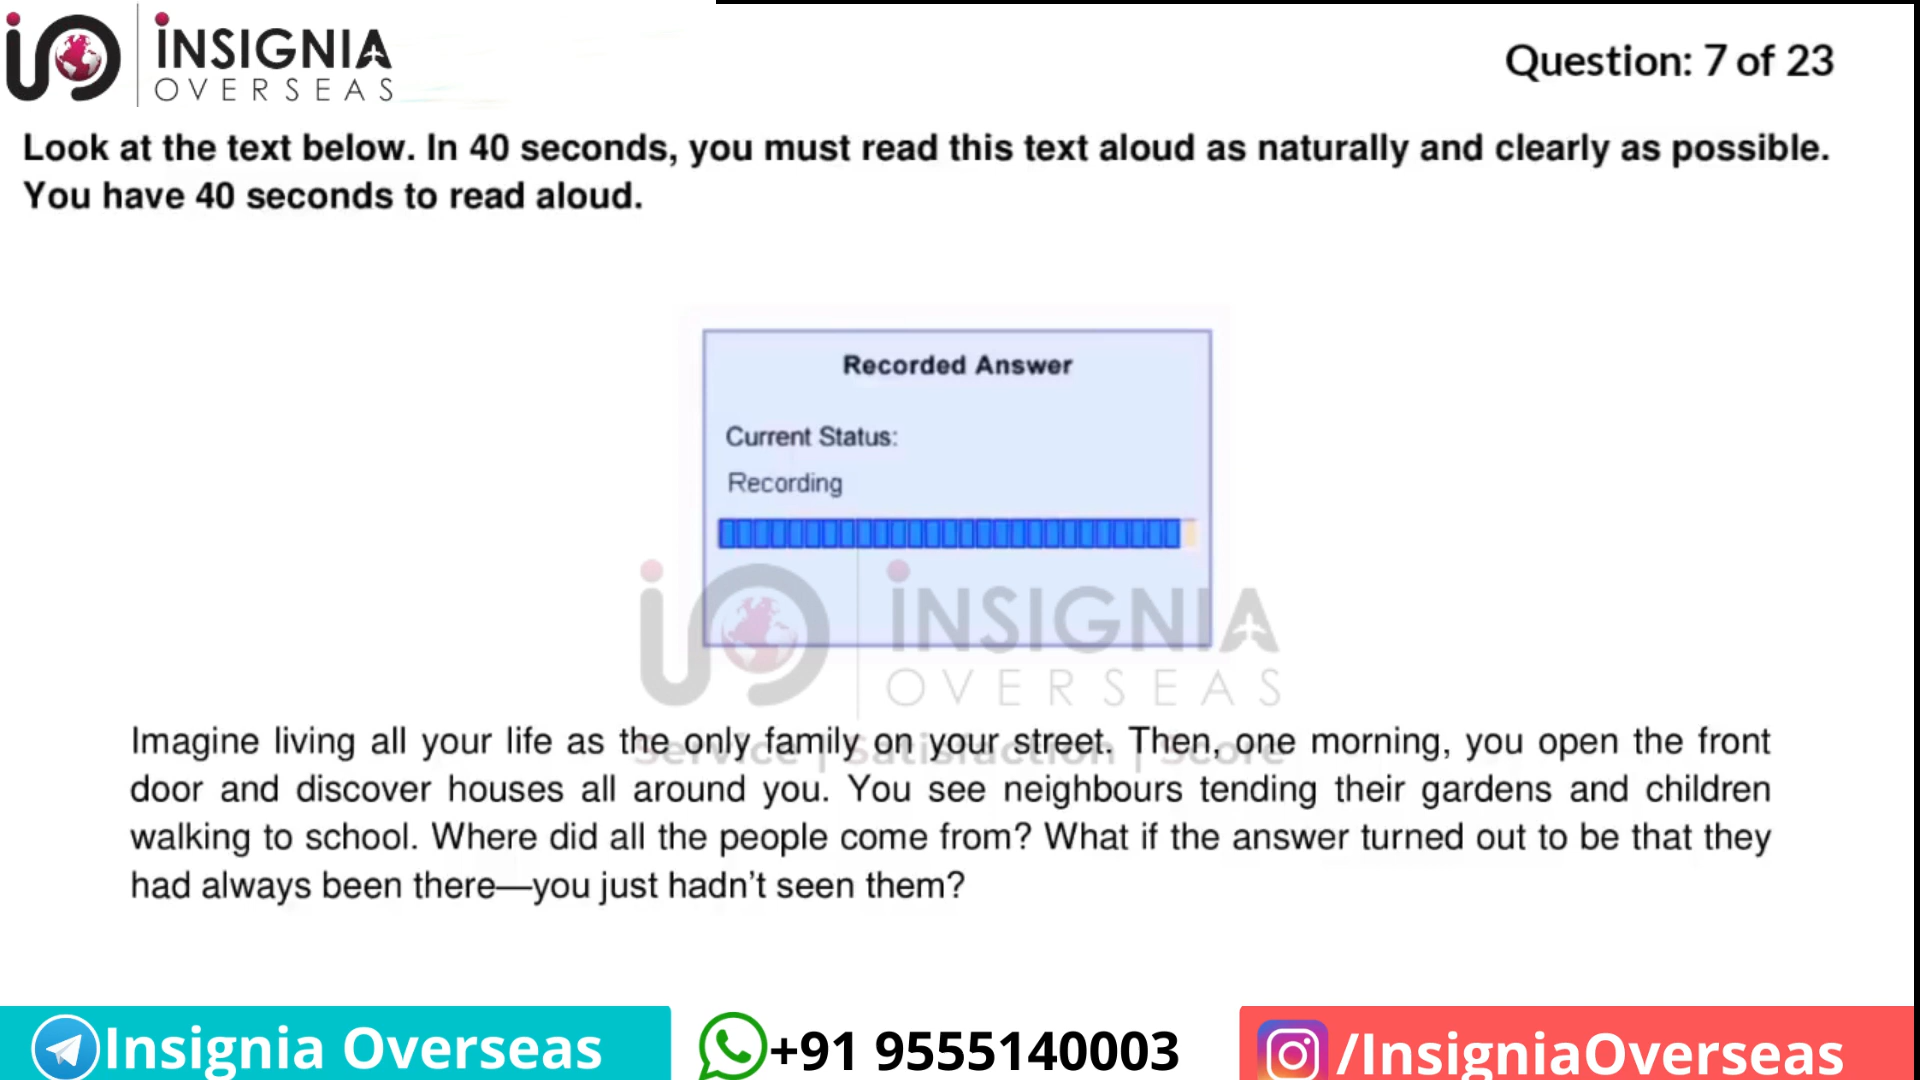 INSIGNIA
OVERSEAS
Question: 7 of 23
Look at the text below. In 40 seconds, you must read this text aloud as naturally and clearly as possible.
You have 40 seconds to read aloud.
Recorded Answer
Current Status:
Recording
INSIGNIA
OVERSEAS
Service | Satisfaction | Score
Imagine living all your life as the only family on your street. Then, one morning, you open the front
door and discover houses all around you. You see neighbours tending their gardens and children
walking to school. Where did all the people come from? What if the answer turned out to be that they
had always been there—you just hadn't seen them?
Insignia Overseas
+91 9555140003
/InsigniaOverseas